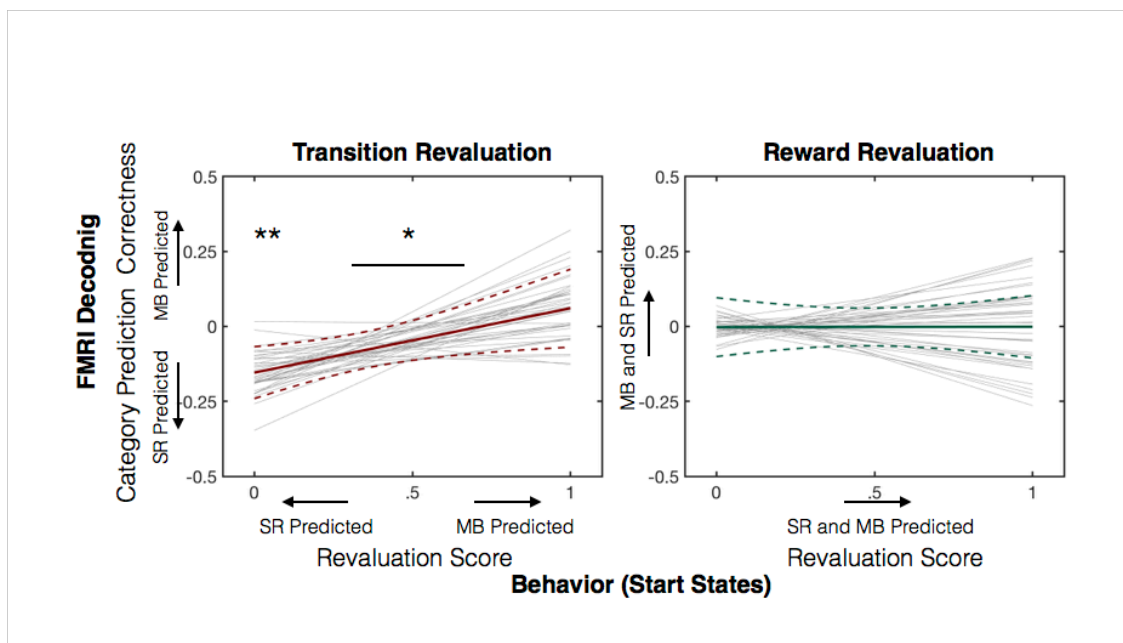 Transition Revaluation
Reward Revaluation
FMRI Decodnig
Category Prediction Correctness
SR Predicted
MB Predicted
0.5
0.25
0
-0.25
-0.5
**
*
0
.5
1
SR Predicted
MB Predicted
Revaluation Score
MB and SR Predicted
0.5
0.25
0
-0.25
-0.5
0
.5
1
SR and MB Predicted
Revaluation Score
Behavior (Start States)